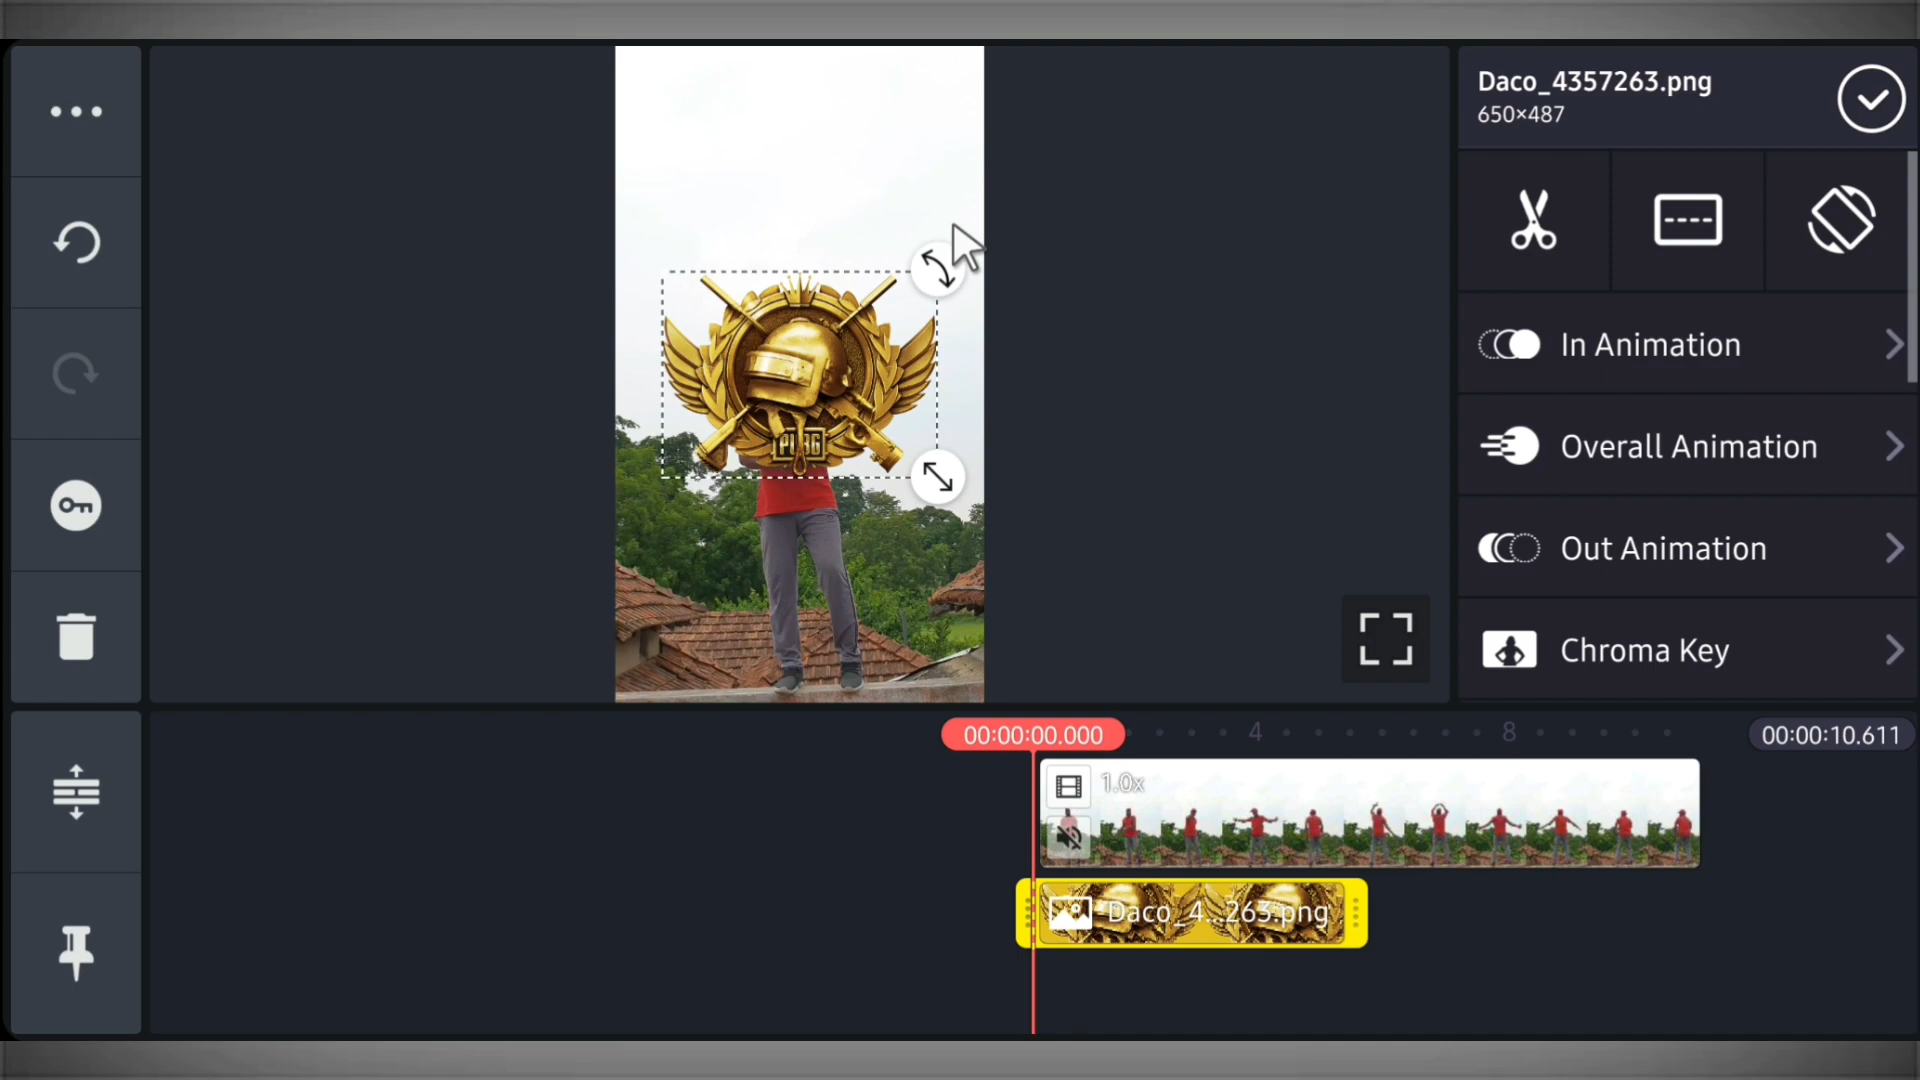 Daco_4357263.png
650×487
In Animation
Overall Animation
Out Animation
Chroma Key
PUBG
00:00:00.000
4
8
00:00:10.611
1.0x
Daco_4...263.png